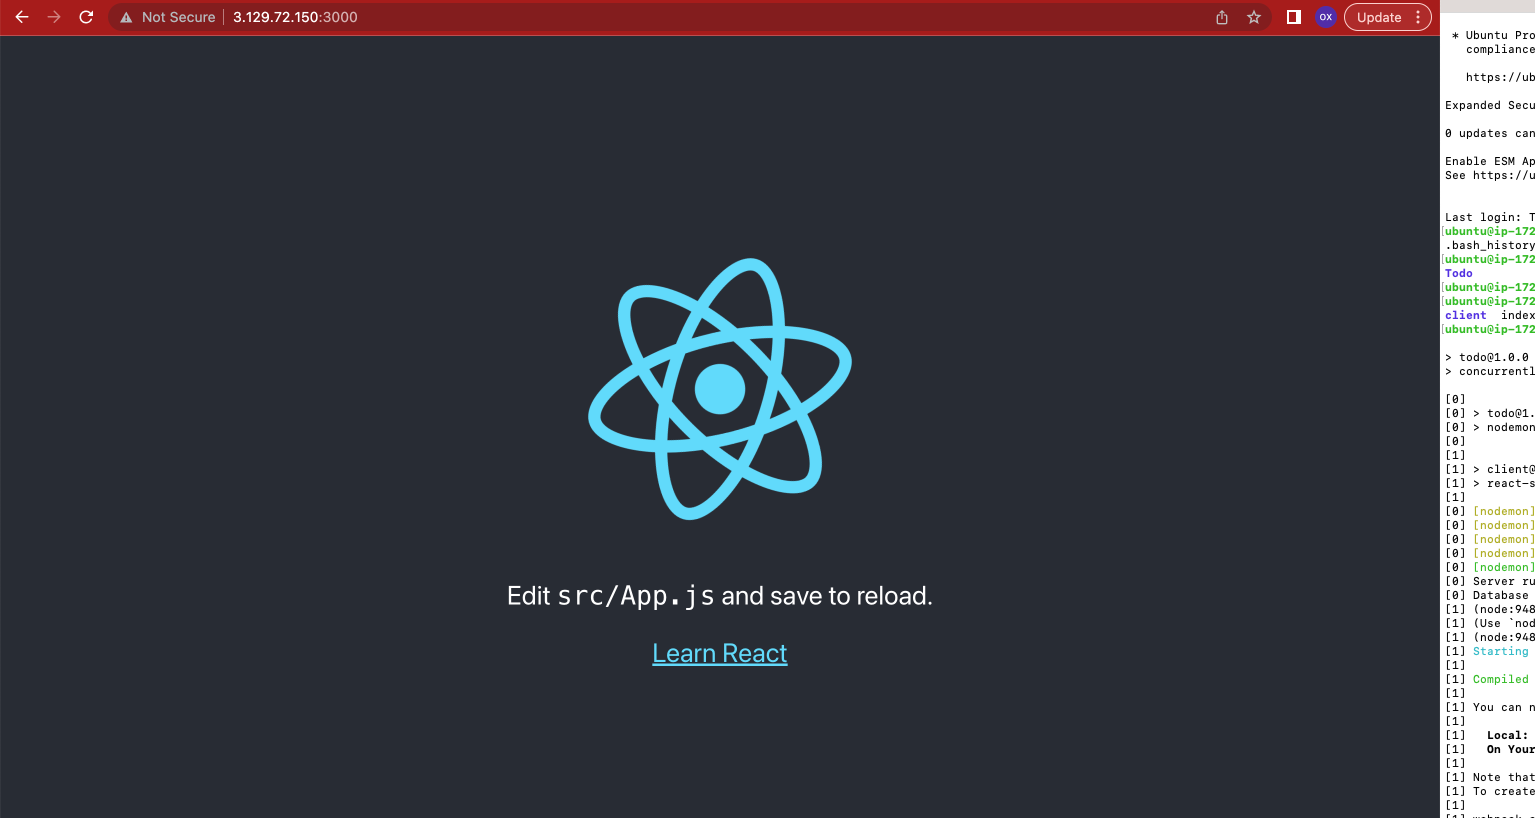 Not Secure
3.129.72.150:3000
OX
Update
Edit src/App.js and save to reload.
Learn React
* Ubuntu Pro
compliance
https://ub
Expanded Secu
0 updates can
Enable ESM Ap
See https://u
Last login: T
[ubuntu@ip-172
.bash_history
[ubuntu@ip-172
Todo
[ubuntu@ip-172
[ubuntu@ip-172
client index
[ubuntu@ip-172
> todo@1.0.0
> concurrentl
[0]
[0] > todo@1.
[0] > nodemon
[0]
[1]
[1] > client@
[1] > react-s
[1]
[0] [nodemon]
[0] [nodemon]
[0] [nodemon]
[0] [nodemon]
[0] [nodemon]
[0] Server ru
[0] Database
[1] (node:948
[1] (Use `nod
[1] (node:948
[1] Starting
[1]
[1] Compiled
[1]
[1] You can n
[1]
[1] Local:
[1] On Your
[1]
[1] Note that
[1] To create
[1]